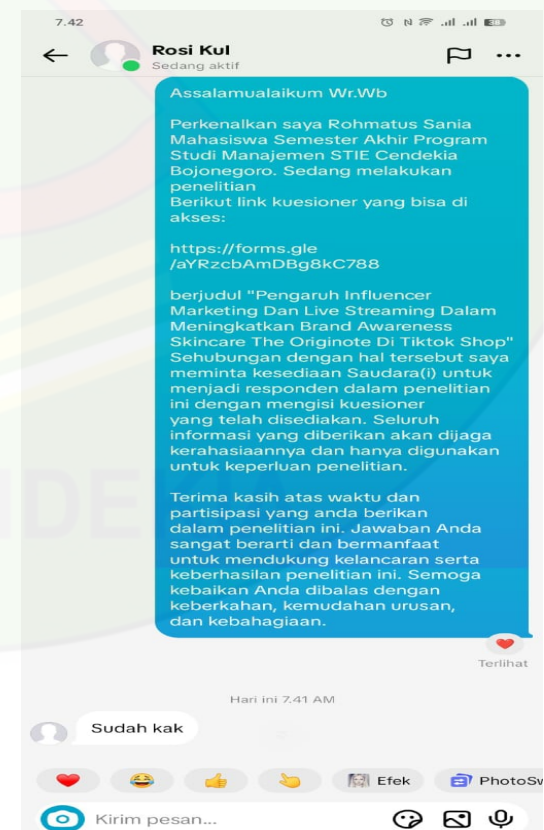 7.42
Rosi Kul
Sedang aktif
Assalamualaikum Wr.Wb
Perkenalkan saya Rohmatus Sania
Mahasiswa Semester Akhir Program
Studi Manajemen STIE Cendekia
Bojonegoro. Sedang melakukan
penelitian
Berikut link kuesioner yang bisa di
akses:
https://forms.gle
/aYRzcbAmDBg8kC788
berjudul "Pengaruh Influencer
Marketing Dan Live Streaming Dalam
Meningkatkan Brand Awareness
Skincare The Originote Di Tiktok Shop"
Sehubungan dengan hal tersebut saya
meminta kesediaan Saudara(i) untuk
menjadi responden dalam penelitian
ini dengan mengisi kuesioner
yang telah disediakan. Seluruh
informasi yang diberikan akan dijaga
kerahasiaannya dan hanya digunakan
untuk keperluan penelitian.
Terima kasih atas waktu dan
partisipasi yang anda berikan
dalam penelitian ini. Jawaban Anda
sangat berarti dan bermanfaat
untuk mendukung kelancaran serta
keberhasilan penelitian ini. Semoga
kebaikan Anda dibalas dengan
keberkahan, kemudahan urusan,
dan kebahagiaan.
Terlihat
Hari ini 7.41 AM
Sudah kak
Efek
PhotoSw
Kirim pesan...